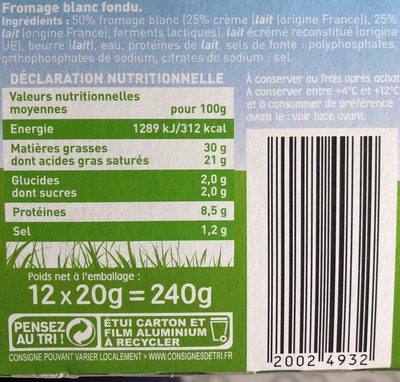 Fromage blanc fondu.
Ingrédients : 50% fromage blanc (25% crème (lait (origine France)), 25%
lait (origine France), ferments lactiques), lait écrémé reconstitué (origine
UE), beurre (lait), eau, protéines de lait, sels de fonte : polyphosphates,
orthophosphates de sodium, citrates de sodium ; sel.
DÉCLARATION NUTRITIONNELLE
Valeurs nutritionnelles
moyennes pour 100g
Energie 1289 kJ/312 kcal
Matières grasses 30 g
dont acides gras saturés 21 g
Glucides 2,0 g
dont sucres 2,0 g
Protéines 8,5 g
Sel 1,2 g
A conserver au frais après achat
A conserver entre +4°C et +12°C
et à consommer de préférence
avant le : voir face avant.
Poids net à l'emballage :
12 x 20g = 240g
PENSEZ
AU TRI !
ÉTUI CARTON ET
FILM ALUMINIUM
À RECYCLER
CONSIGNE POUVANT VARIER LOCALEMENT > WWW.CONSIGNESDETRI.FR
2002 4932